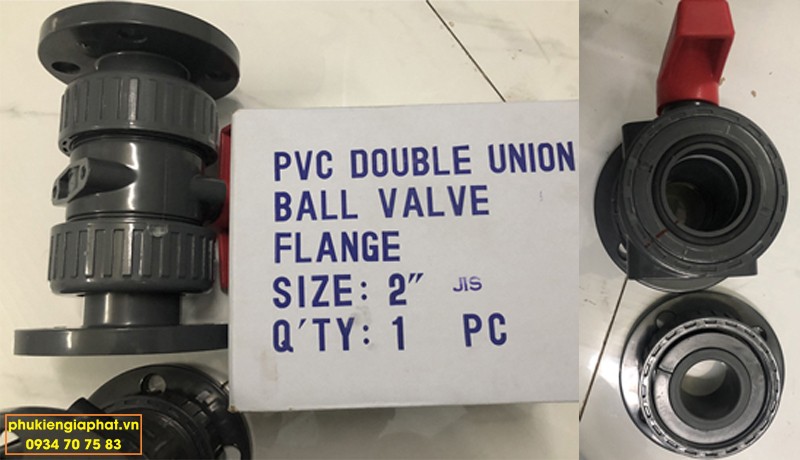 PVC DOUBLE UNION
BALL VALVE
FLANGE
SIZE: 2" JIS
Q'TY: 1 PC
phukiengiaphat.vn
0934 70 75 83